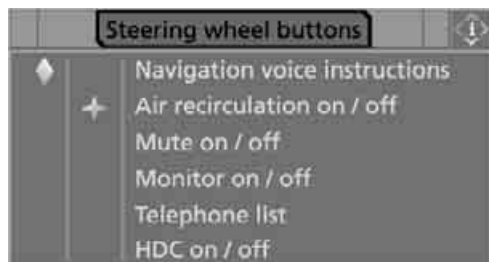 Steering wheel buttons
Navigation voice instructions
Air recirculation on / off
Mute on / off
Monitor on / off
Telephone list
HDC on / off